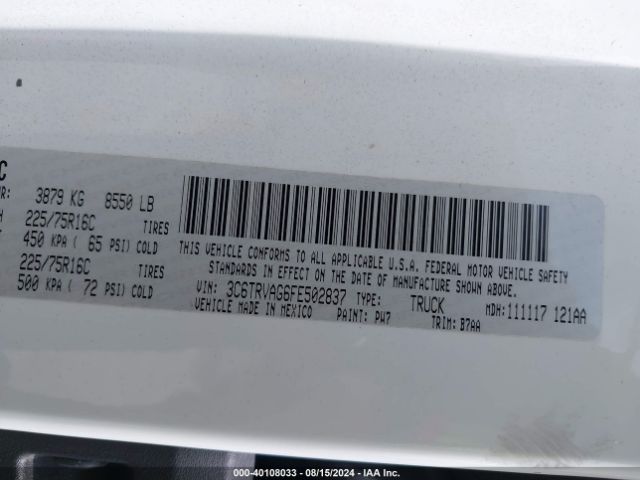 C
3879 KG 8550 LB
225/75R16C TIRES
450 KPA ( 65 PSI) COLD
225/75R16C TIRES
500 KPA ( 72 PSI) COLD
THIS VEHICLE CONFORMS TO ALL APPLICABLE U.S.A. FEDERAL MOTOR VEHICLE SAFETY
STANDARDS IN EFFECT ON THE DATE OF MANUFACTURE SHOWN ABOVE.
VIN: 3C6TRVAG6FE502837 TYPE: TRUCK MDH: 111117 121AA
VEHICLE MADE IN MEXICO PAINT: PW7 TRIM: B7AA
000-40108033 - 08/15/2024 - IAA Inc.